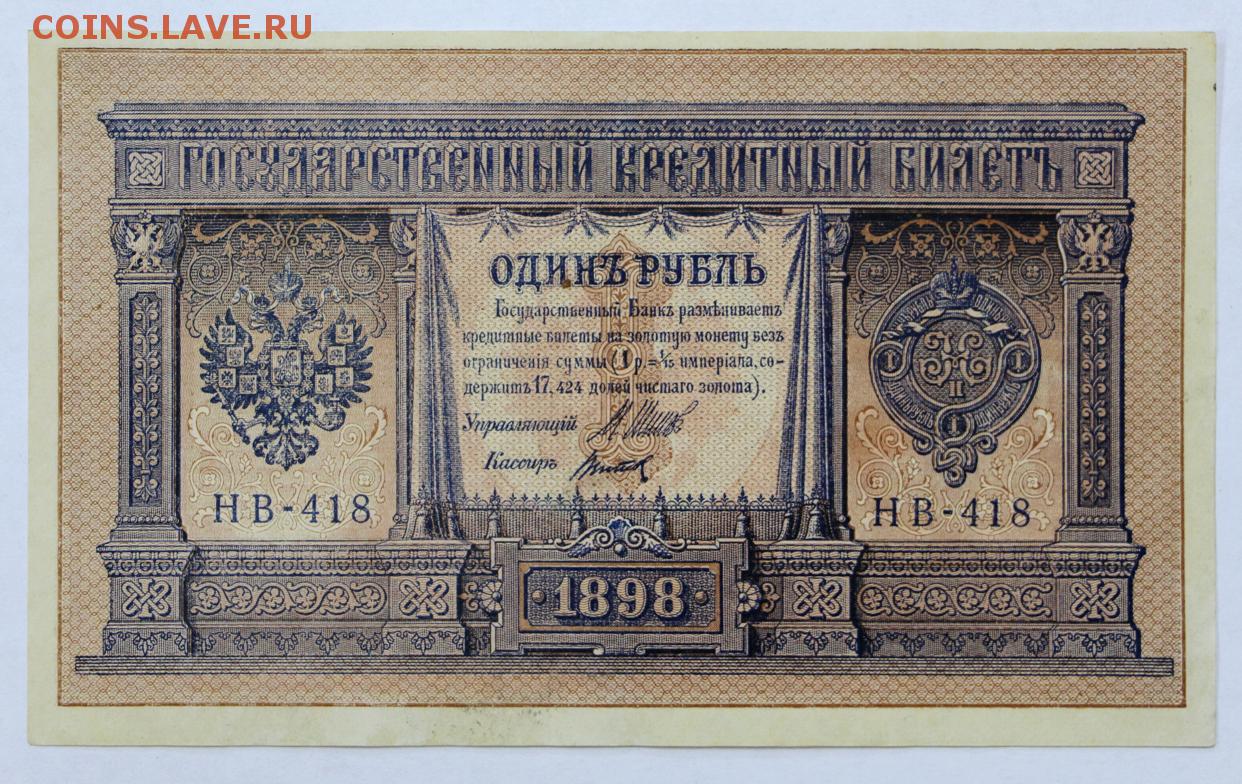 COINS.LAVE.RU
ГОСУДАРСТВЕННЫЙ КРЕДИТНЫЙ БИЛЕТЪ
ОДИНЪ РУБЛЬ
Государственный Банкъ размѣниваетъ
кредитные билеты на золотую монету безъ
ограниченія суммы (1 р.= 1/15 имперіала, со-
держитъ 17,424 долей чистаго золота).
Управляющій
Кассиръ
НВ-418
НВ-418
1898